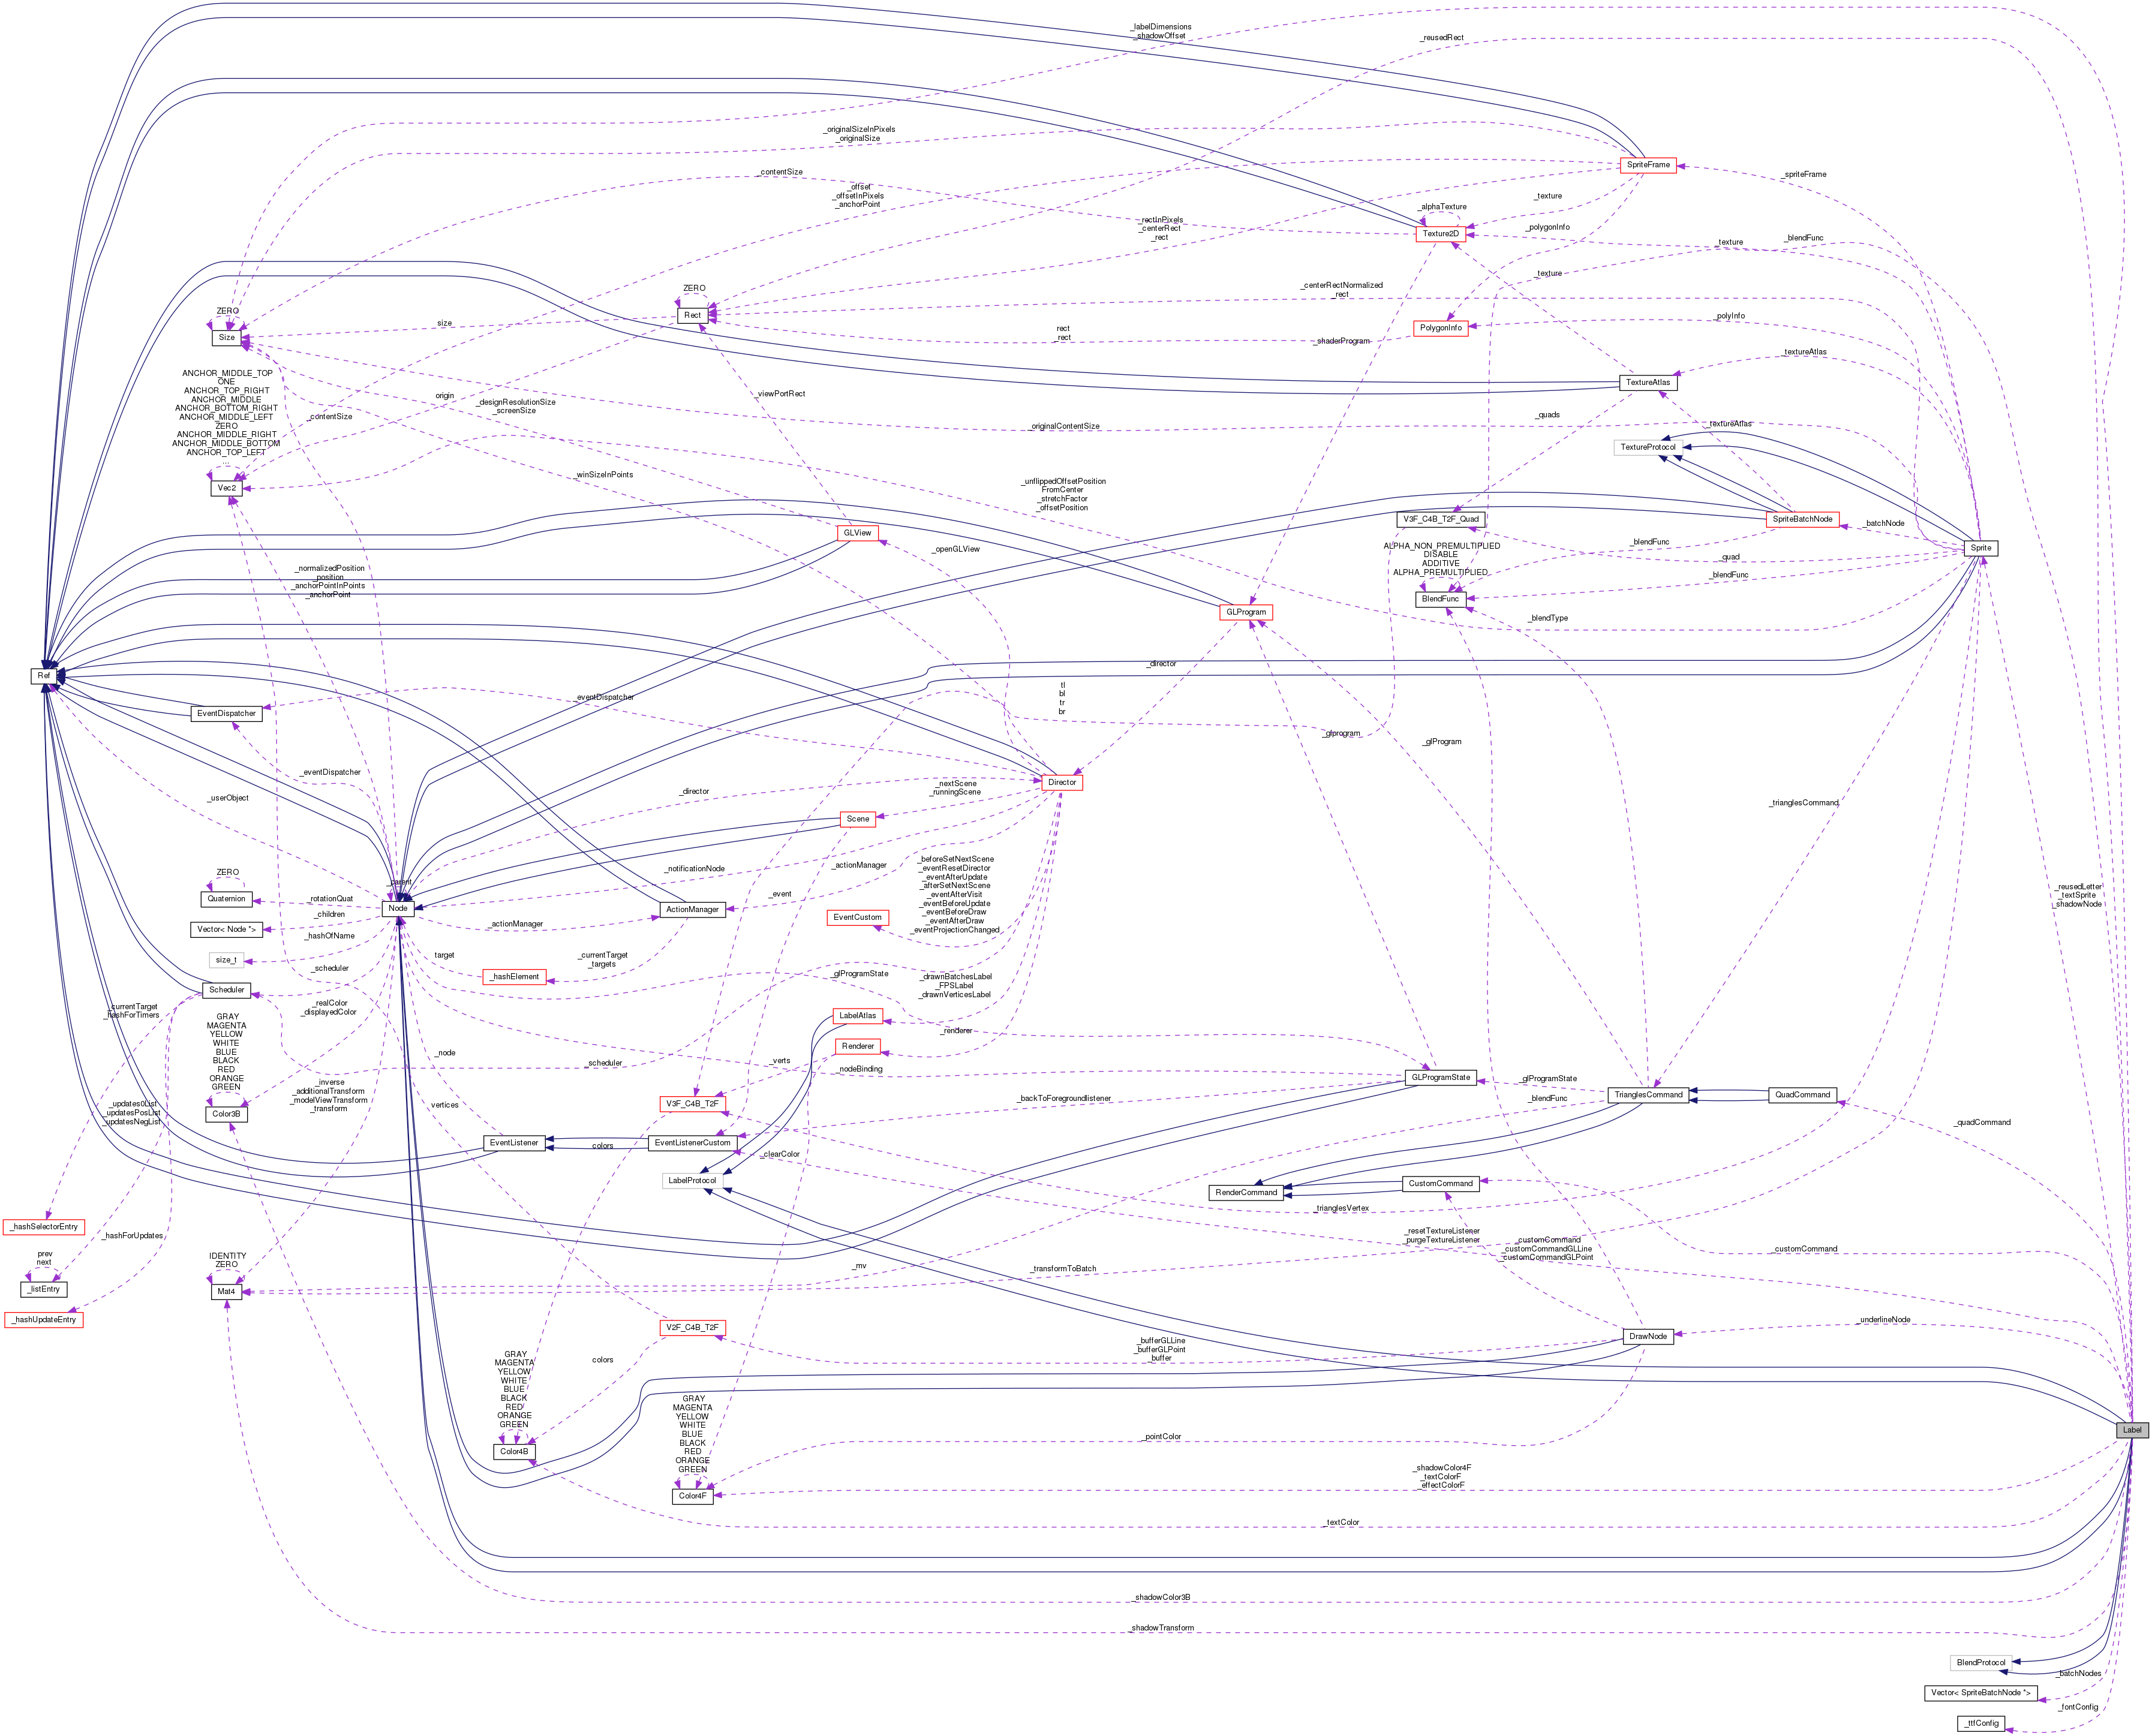 _labelDimensions
_shadowOffset
_reusedRect
_originalSizeInPixels
_originalSize
SpriteFrame
_spriteFrame
_contentSize
_offset
_offsetInPixels
_anchorPoint
_texture
_alphaTexture
_rectInPixels
_centerRect
_rect
_polygonInfo
Texture2D
_texture
_blendFunc
_texture
ZERO
_centerRectNormalized
_rect
ZERO
size
Rect
rect
_rect
_shaderProgram
PolygonInfo
_polyInfo
Size
_textureAtlas
ANCHOR_MIDDLE_TOP
ONE
ANCHOR_TOP_RIGHT
ANCHOR_MIDDLE
ANCHOR_BOTTOM_RIGHT
ANCHOR_MIDDLE_LEFT
ZERO
ANCHOR_MIDDLE_RIGHT
ANCHOR_MIDDLE_BOTTOM
ANCHOR_TOP_LEFT
...
_contentSize
origin
_designResolutionSize
_screenSize
_viewPortRect
TextureAtlas
_originalContentSize
_quads
_textureAtlas
TextureProtocol
_winSizeInPoints
Vec2
_unflippedOffsetPosition
FromCenter
_stretchFactor
_offsetPosition
V3F_C4B_T2F_Quad
SpriteBatchNode
_batchNode
GLView
_openGLView
ALPHA_NON_PREMULTIPLIED
DISABLE
ADDITIVE
ALPHA_PREMULTIPLIED
_blendFunc
_quad
Sprite
_blendFunc
_normalizedPosition
_position
_anchorPointInPoints
_anchorPoint
BlendFunc
GLProgram
_blendType
Ref
_director
tl
bl
tr
br
EventDispatcher
_eventDispatcher
_glprogram
_glProgram
_eventDispatcher
_userObject
_director
Director
_nextScene
_runningScene
_trianglesCommand
Scene
_beforeSetNextScene
_eventResetDirector
_eventAfterUpdate
_afterSetNextScene
_eventAfterVisit
_eventBeforeUpdate
_eventBeforeDraw
_eventAfterDraw
_eventProjectionChanged
_notificationNode
_actionManager
ZERO
_parent
Quaternion
_rotationQuat
_event
_reusedLetter
_textSprite
_shadowNode
Node
ActionManager
EventCustom
Vector< Node *>
_children
_actionManager
_hashOfName
size_t
target
_currentTarget
_targets
_hashElement
_scheduler
_glProgramState
_drawnBatchesLabel
_FPSLabel
_drawnVerticesLabel
Scheduler
_currentTarget
_hashForTimers
_realColor
_displayedColor
GRAY
MAGENTA
YELLOW
WHITE
BLUE
BLACK
RED
ORANGE
GREEN
LabelAtlas
_renderer
Renderer
_node
_scheduler
_verts
_nodeBinding
GLProgramState
_glProgramState
TrianglesCommand
QuadCommand
_inverse
_additionalTransform
_modelViewTransform
_transform
_updates0List
_updatesPosList
_updatesNegList
Color3B
vertices
V3F_C4B_T2F
_backToForegroundlistener
_blendFunc
_quadCommand
EventListener
colors
EventListenerCustom
_clearColor
LabelProtocol
RenderCommand
CustomCommand
_trianglesVertex
_hashSelectorEntry
_hashForUpdates
_resetTextureListener
_purgeTextureListener
_customCommand
_customCommandGLLine
_customCommandGLPoint
_customCommand
prev
next
IDENTITY
ZERO
_mv
_transformToBatch
_listEntry
Mat4
_hashUpdateEntry
V2F_C4B_T2F
_underlineNode
DrawNode
_bufferGLLine
_bufferGLPoint
_buffer
colors
GRAY
MAGENTA
YELLOW
WHITE
BLUE
BLACK
RED
ORANGE
GREEN
GRAY
MAGENTA
YELLOW
WHITE
BLUE
BLACK
RED
ORANGE
GREEN
_pointColor
Label
Color4B
_shadowColor4F
_textColorF
_effectColorF
Color4F
_textColor
_shadowColor3B
_shadowTransform
BlendProtocol
_batchNodes
Vector< SpriteBatchNode *>
_fontConfig
_ttfConfig